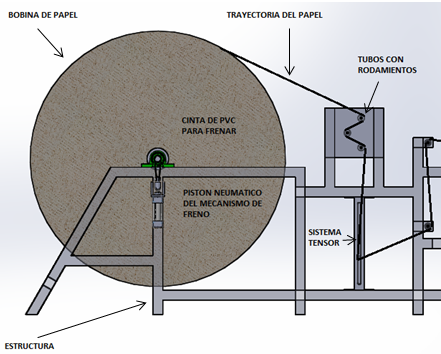 BOBINA DE PAPEL
TRAYECTORIA DEL PAPEL
TUBOS CON
RODAMIENTOS
CINTA DE PVC
PARA FRENAR
PISTON NEUMATICO
DEL MECANISMO DE
FRENO
SISTEMA
TENSOR
ESTRUCTURA